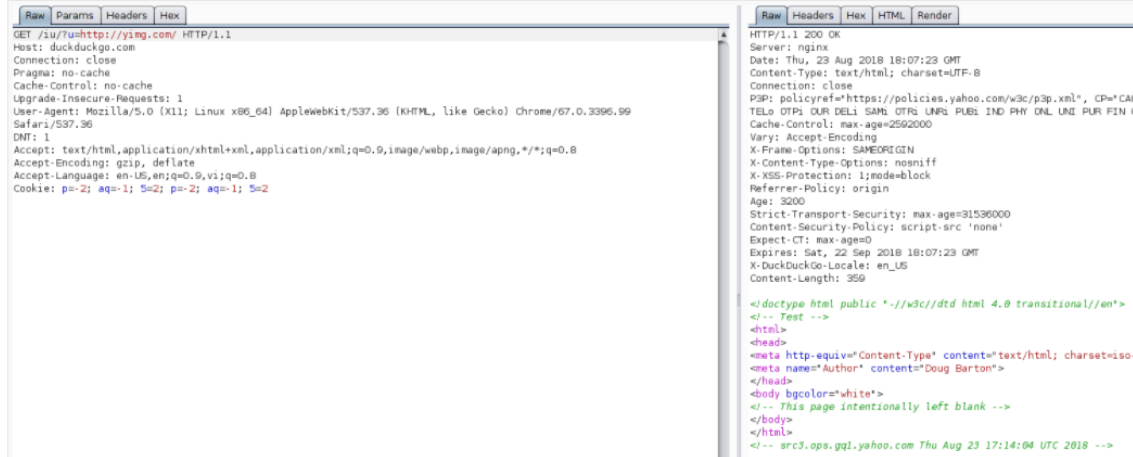 Raw Params Headers Hex
GET /iu/?u=http://yimg.com/ HTTP/1.1
Host: duckduckgo.com
Connection: close
Pragma: no-cache
Cache-Control: no-cache
Upgrade-Insecure-Requests: 1
User-Agent: Mozilla/5.0 (X11; Linux x86_64) AppleWebKit/537.36 (KHTML, like Gecko) Chrome/67.0.3396.99
Safari/537.36
DNT: 1
Accept: text/html,application/xhtml+xml,application/xml;q=0.9,image/webp,image/apng,*/*;q=0.8
Accept-Encoding: gzip, deflate
Accept-Language: en-US,en;q=0.9,vi;q=0.8
Cookie: p=-2; aq=-1; 5=2; p=-2; aq=-1; 5=2
Raw Headers Hex HTML Render
HTTP/1.1 200 OK
Server: nginx
Date: Thu, 23 Aug 2018 18:07:23 GMT
Content-Type: text/html; charset=UTF-8
Connection: close
P3P: policyref="https://policies.yahoo.com/w3c/p3p.xml", CP="CA
TELo OTPi OUR DELi SAMi OTRi UNRi PUBi IND PHY ONL UNI PUR FIN
Cache-Control: max-age=2592000
Vary: Accept-Encoding
X-Frame-Options: SAMEORIGIN
X-Content-Type-Options: nosniff
X-XSS-Protection: 1;mode=block
Referrer-Policy: origin
Age: 3200
Strict-Transport-Security: max-age=31536000
Content-Security-Policy: script-src 'none'
Expect-CT: max-age=0
Expires: Sat, 22 Sep 2018 18:07:23 GMT
X-DuckDuckGo-Locale: en_US
Content-Length: 359
<!doctype html public "-//w3c//dtd html 4.0 transitional//en">
<!-- Test -->
<html>
<head>
<meta http-equiv="Content-Type" content="text/html; charset=iso-
<meta name="Author" content="Doug Barton">
</head>
<body bgcolor="white">
<!-- This page intentionally left blank -->
</body>
</html>
<!-- src3.ops.gq1.yahoo.com Thu Aug 23 17:14:04 UTC 2018 -->